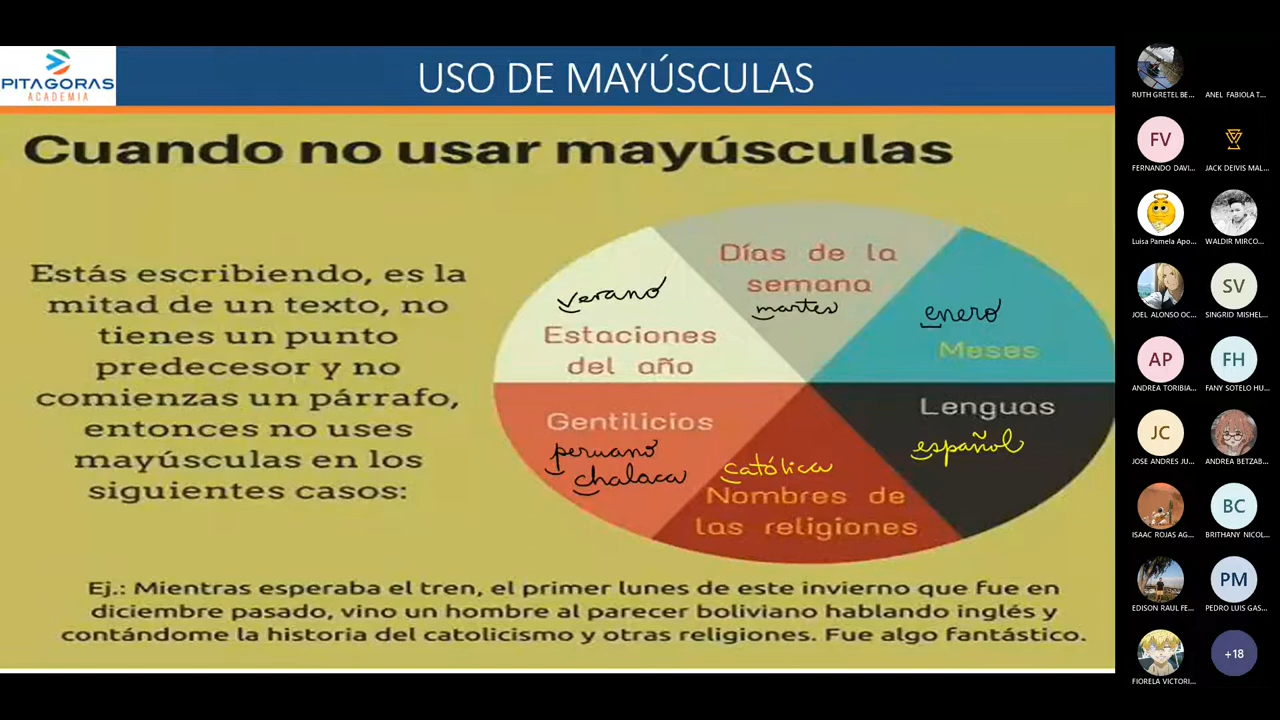 PITAGORAS
ACADEMIA
USO DE MAYÚSCULAS
Cuando no usar mayúsculas
Estás escribiendo, es la
mitad de un texto, no
tienes un punto
predecesor y no
comienzas un párrafo,
entonces no uses
mayúsculas en los
siguientes casos:
Días de la
semana
martes
verano
Estaciones
del año
enero
Meses
Gentilicios
peruano
chalaca
católica
Nombres de
las religiones
Lenguas
español
Ej.: Mientras esperaba el tren, el primer lunes de este invierno que fue en
diciembre pasado, vino un hombre al parecer boliviano hablando inglés y
contándome la historia del catolicismo y otras religiones. Fue algo fantástico.
RUTH GRETEL BE...
ANEL FABIOLA T...
FV
FERNANDO DAVI...
JACK DEIVIS MAL...
Luisa Pamela Apo...
WALDIR MIRCO...
JOEL ALONSO OC...
SV
SINGRID MISHEL...
AP
ANDREA TORIBIA...
FH
FANY SOTELO HU...
JC
JOSE ANDRES JU...
ANDREA BETZAB...
ISAAC ROJAS AG...
BC
BRITHANY NICOL...
EDISON RAUL FE...
PM
PEDRO LUIS GAS...
FIORELA VICTORI...
+18